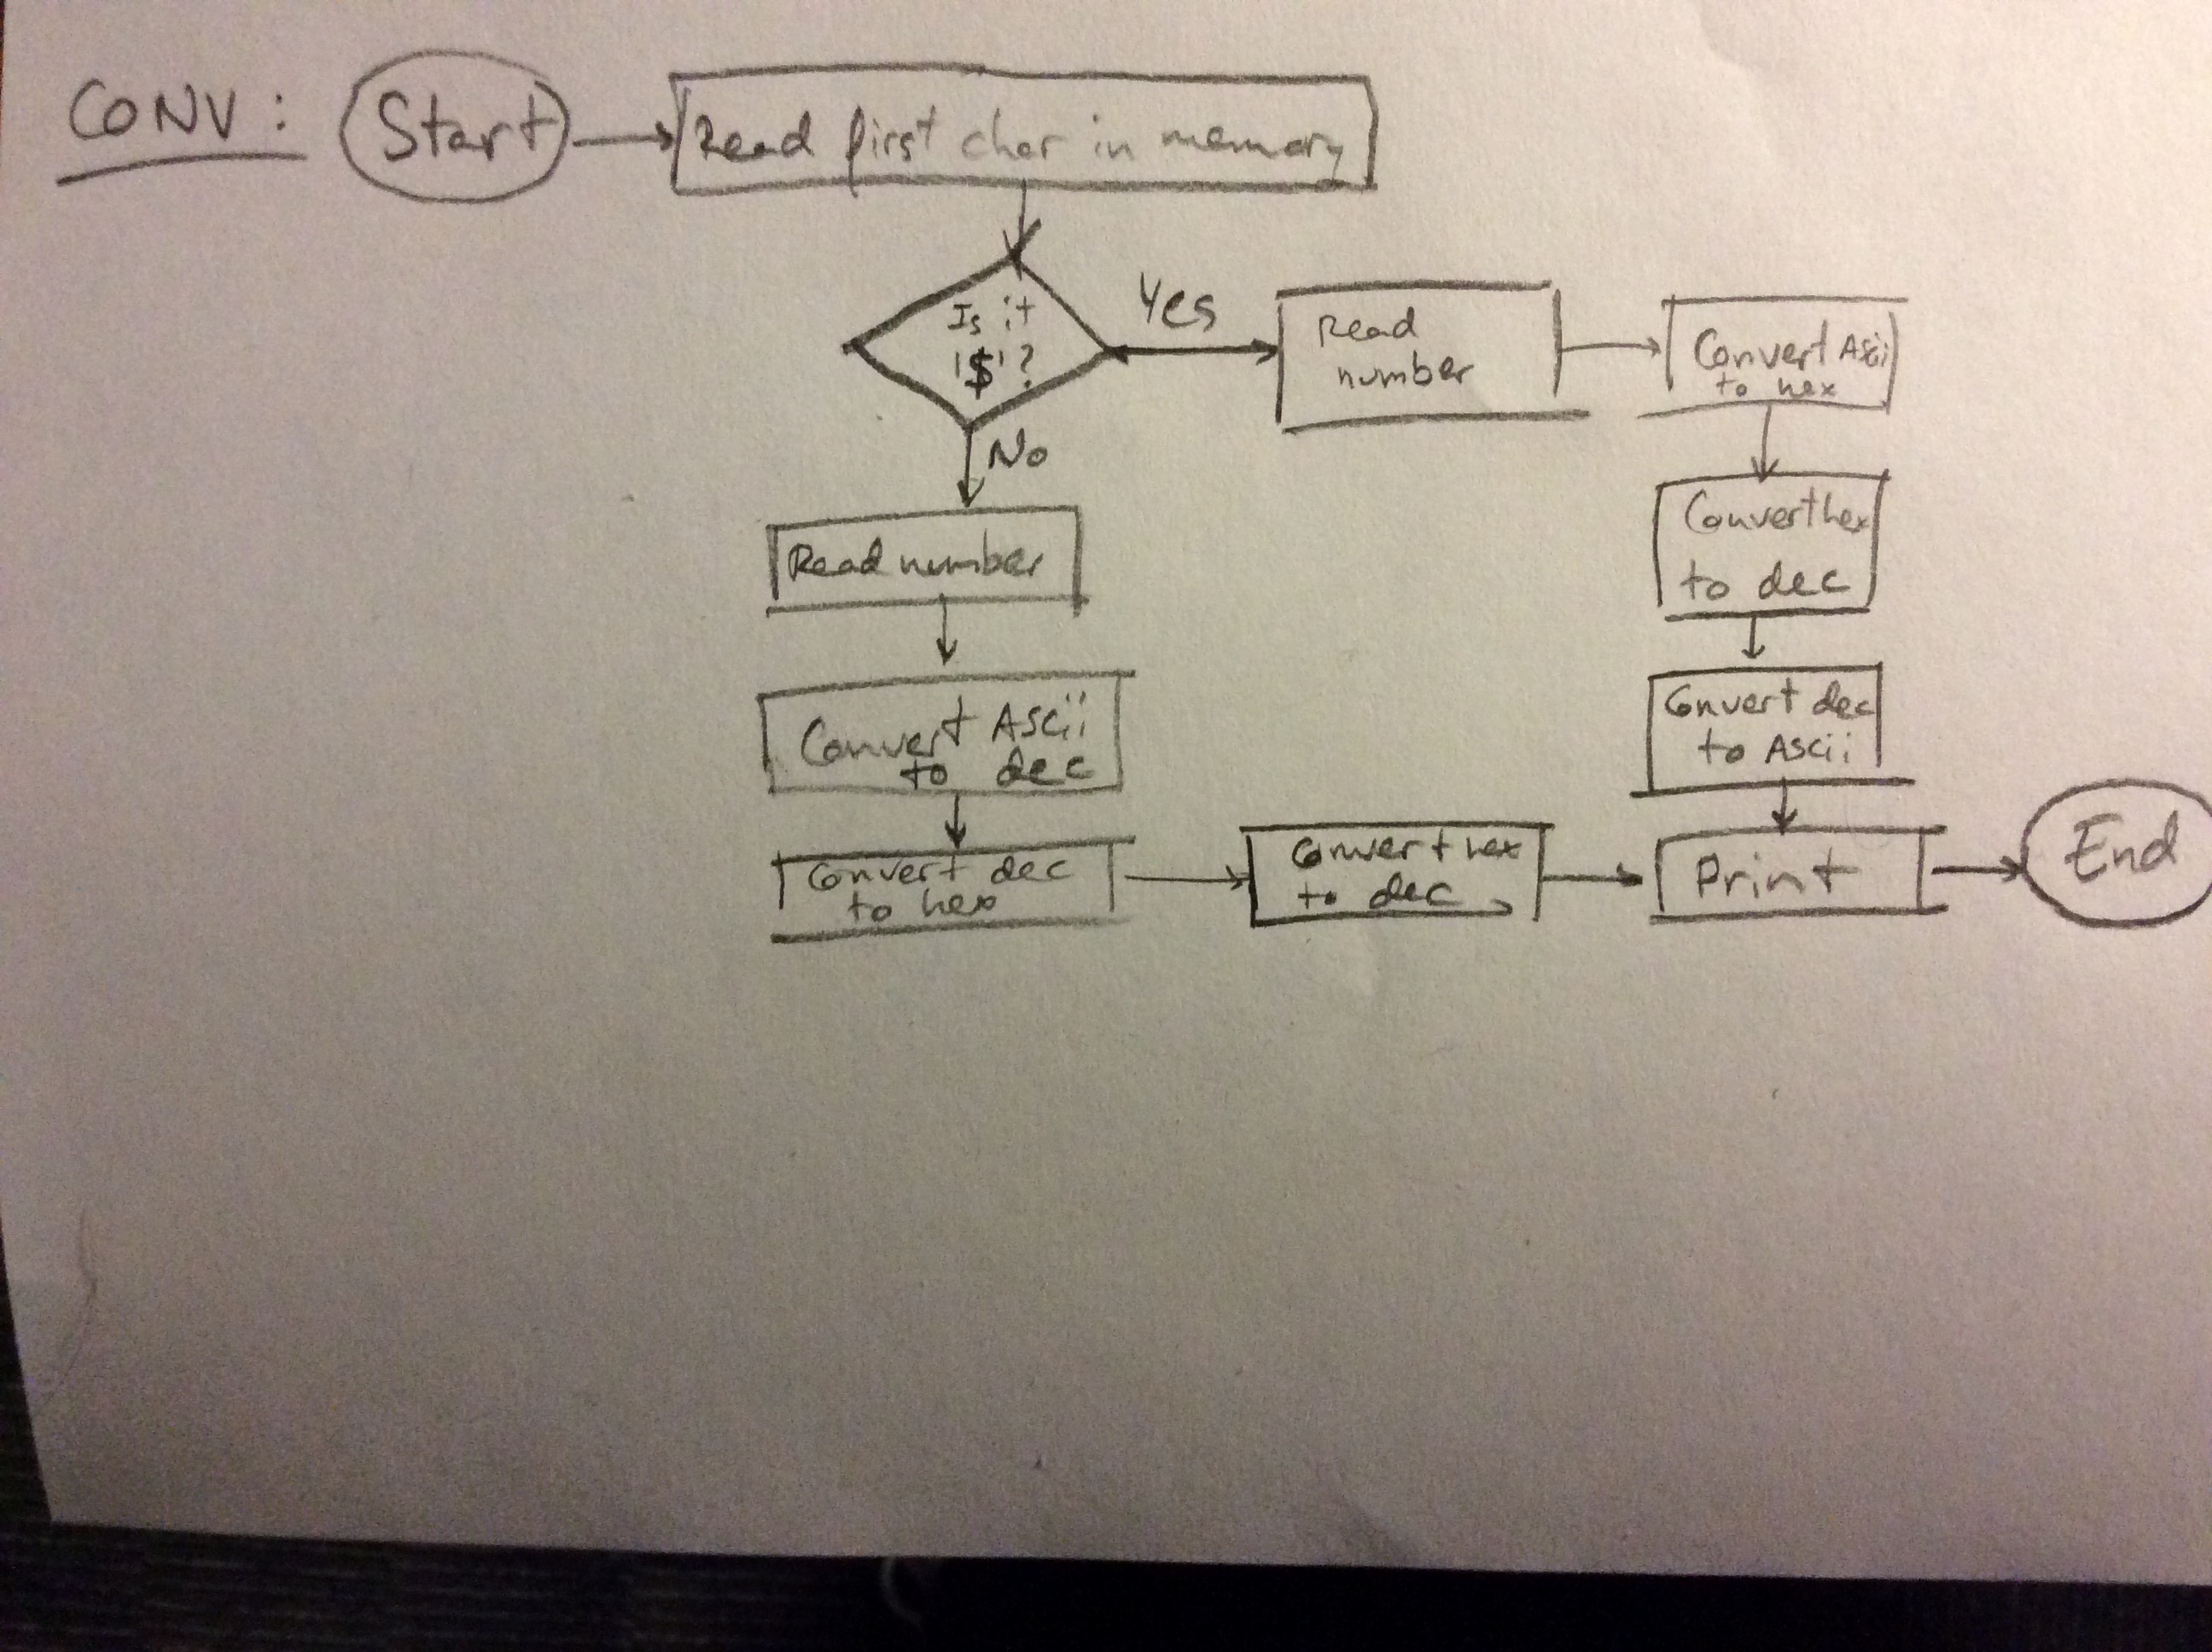 CONV:
Start
Read first char in memory
Is it
'$'?
Yes
Read
number
Convert Ascii
to hex
No
Convert hex
to dec
Read number
Convert dec
to Ascii
Convert Ascii
to dec
Convert dec
to hex
Convert hex
to dec
Print
End